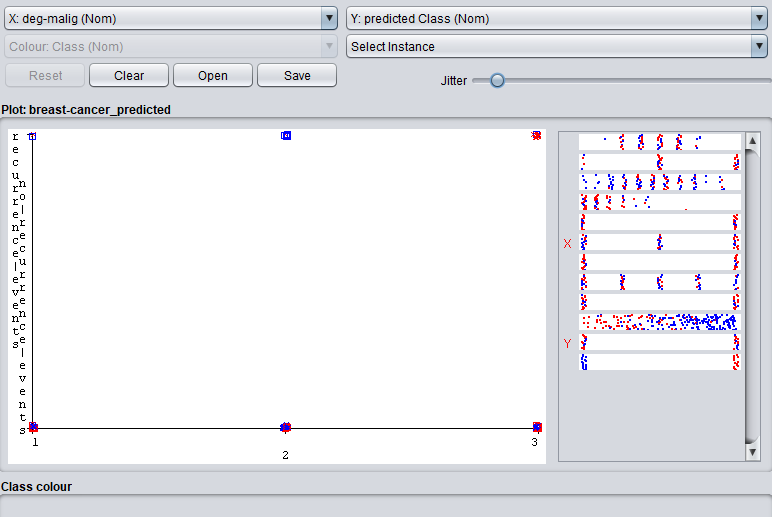 X: deg-malig (Nom)
Y: predicted Class (Nom)
Colour: Class (Nom)
Select Instance
Reset
Clear
Open
Save
Jitter
Plot: breast-cancer_predicted
recurrence|events
no|recurrence|events
1
2
3
X
Y
Class colour